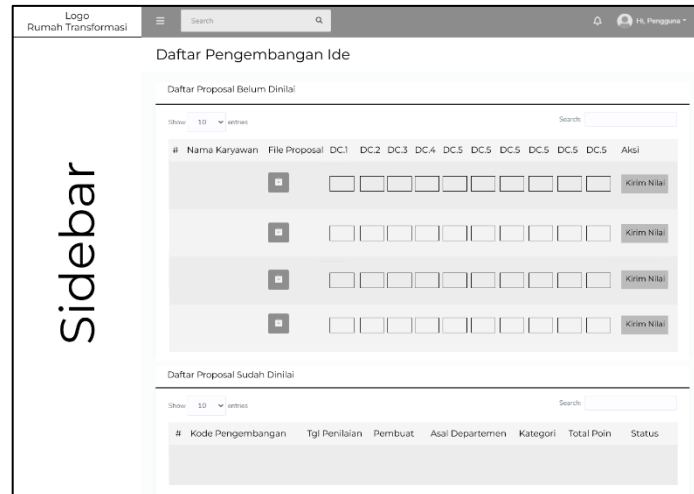 Logo
Rumah Transformasi
Search
Hi, Pengguna
Sidebar
Daftar Pengembangan Ide
Daftar Proposal Belum Dinilai
Show 10 entries Search:
# Nama Karyawan File Proposal DC.1 DC.2 DC.3 DC.4 DC.5 DC.5 DC.5 DC.5 DC.5 DC.5 Aksi
Kirim Nilai
Kirim Nilai
Kirim Nilai
Kirim Nilai
Daftar Proposal Sudah Dinilai
Show 10 entries Search:
# Kode Pengembangan Tgl Penilaian Pembuat Asal Departemen Kategori Total Poin Status